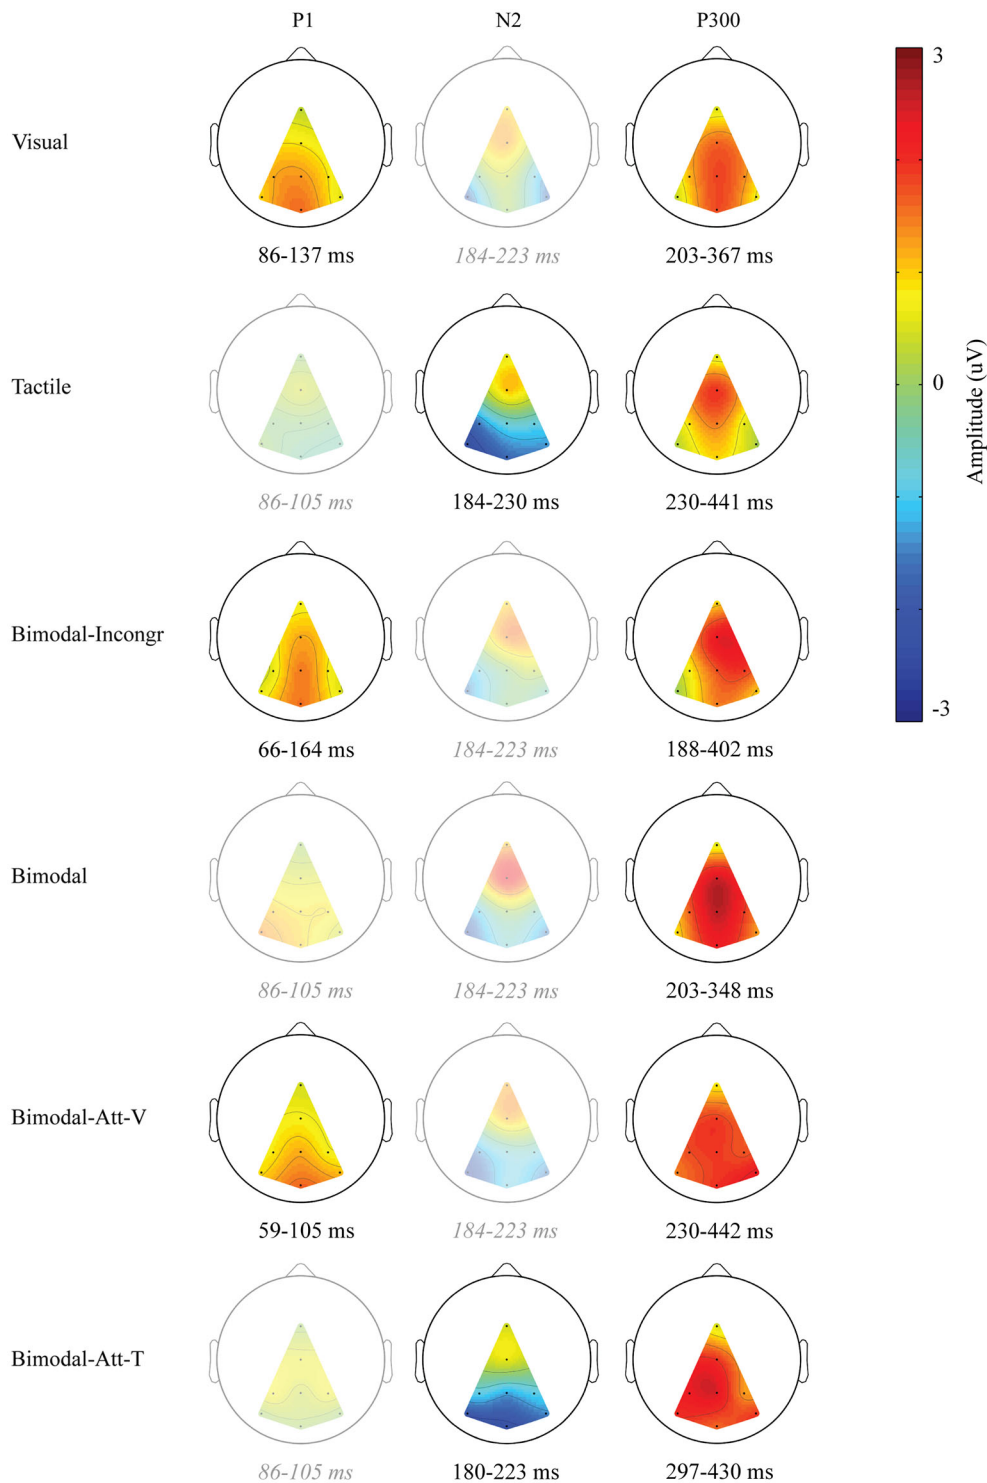 P1 N2 P300
3
Visual
86-137 ms 184-223 ms 203-367 ms
Amplitude (uV)
0
Tactile
86-105 ms 184-230 ms 230-441 ms
Bimodal-Incongr
-3
66-164 ms 184-223 ms 188-402 ms
Bimodal
86-105 ms 184-223 ms 203-348 ms
Bimodal-Att-V
59-105 ms 184-223 ms 230-442 ms
Bimodal-Att-T
86-105 ms 180-223 ms 297-430 ms